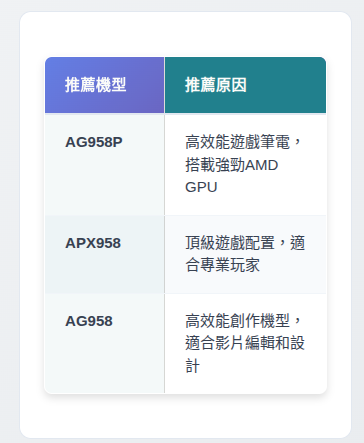 推薦機型 推薦原因
AG958P 高效能遊戲筆電，
搭載強勁AMD
GPU
APX958 頂級遊戲配置，適
合專業玩家
AG958 高效能創作機型，
適合影片編輯和設
計